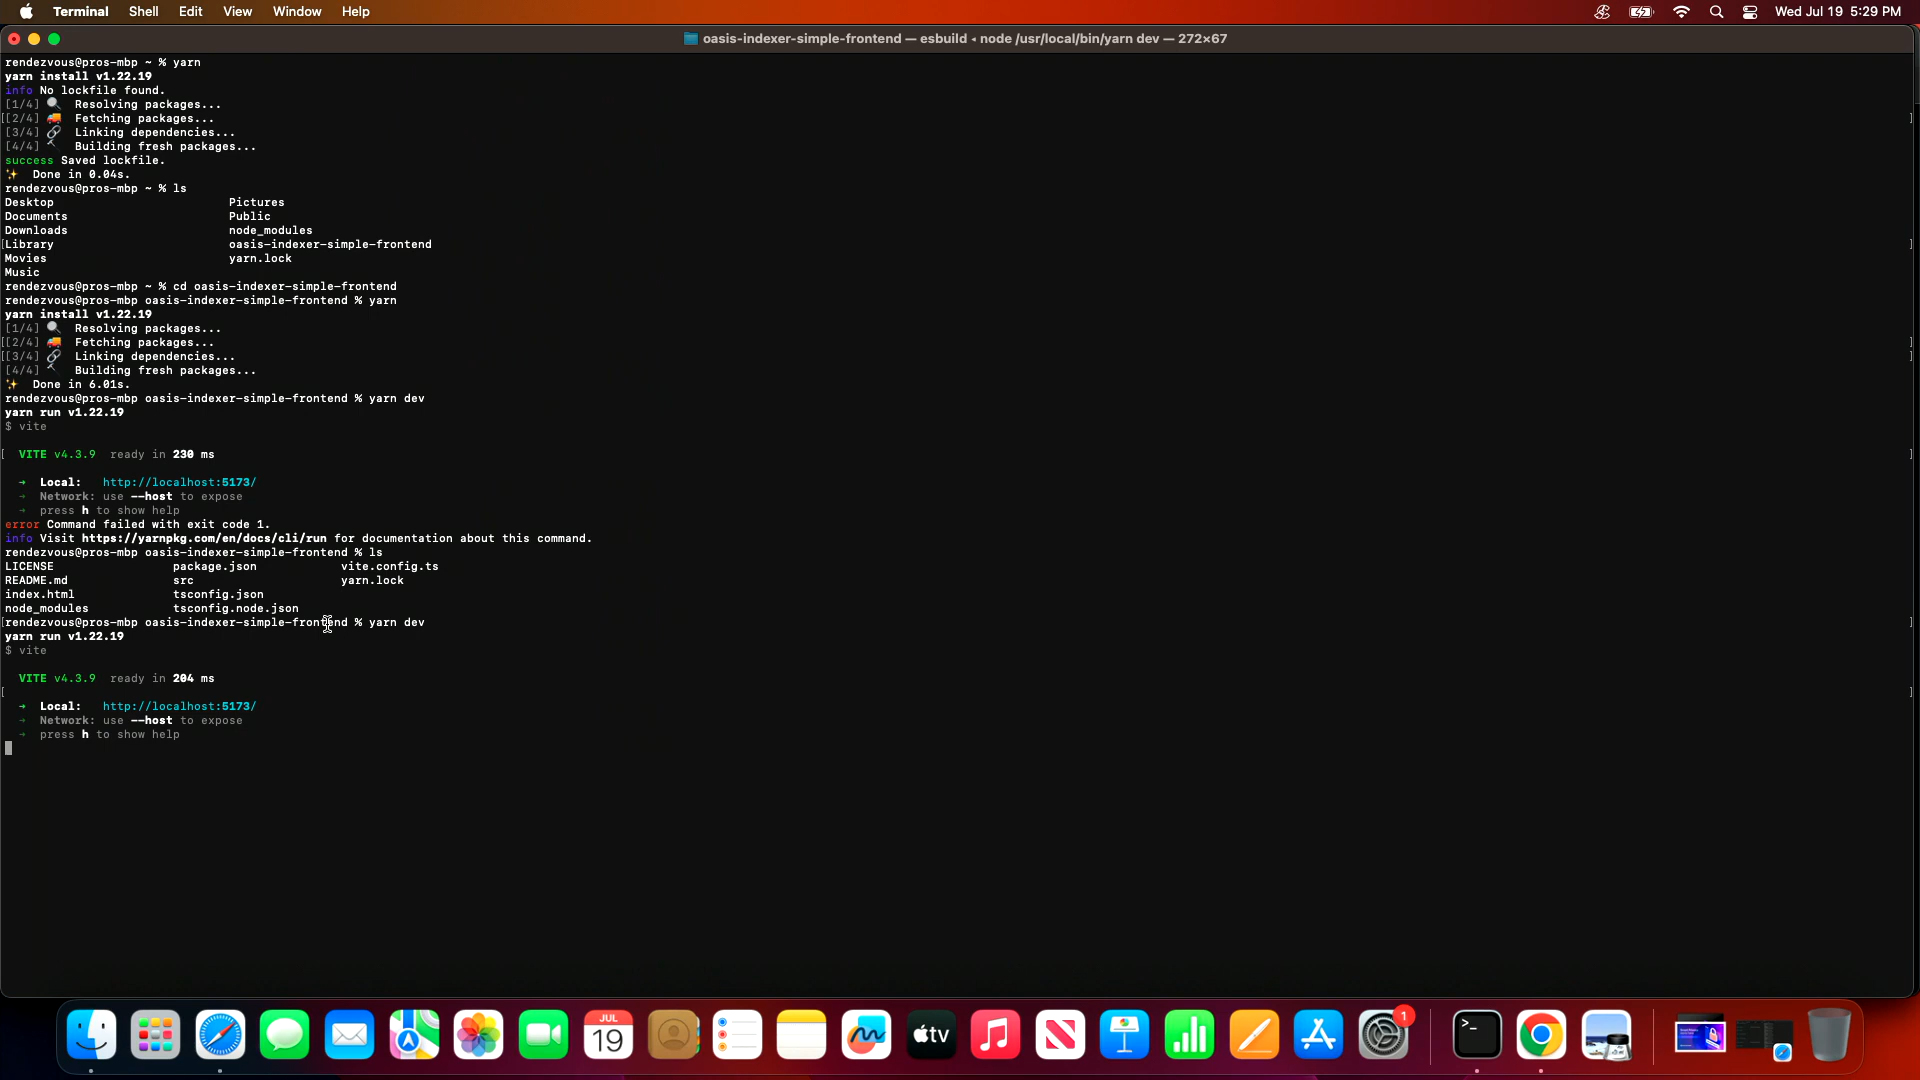 Terminal Shell Edit View Window Help Wed Jul 19 5:29 PM
oasis-indexer-simple-frontend — esbuild ◂ node /usr/local/bin/yarn dev — 272×67
rendezvous@pros-mbp ~ % yarn
yarn install v1.22.19
info No lockfile found.
[1/4] 🔍 Resolving packages...
[[2/4] 🚚 Fetching packages... ]
[3/4] 🔗 Linking dependencies...
[4/4] 🔨 Building fresh packages...
success Saved lockfile.
✨ Done in 0.04s.
rendezvous@pros-mbp ~ % ls
Desktop Pictures
Documents Public
Downloads node_modules
[Library oasis-indexer-simple-frontend ]
Movies yarn.lock
Music
rendezvous@pros-mbp ~ % cd oasis-indexer-simple-frontend
rendezvous@pros-mbp oasis-indexer-simple-frontend % yarn
yarn install v1.22.19
[1/4] 🔍 Resolving packages...
[[2/4] 🚚 Fetching packages... ]
[[3/4] 🔗 Linking dependencies... ]
[4/4] 🔨 Building fresh packages...
✨ Done in 6.01s.
rendezvous@pros-mbp oasis-indexer-simple-frontend % yarn dev
yarn run v1.22.19
$ vite
[ VITE v4.3.9 ready in 230 ms ]
➜ Local: http://localhost:5173/
➜ Network: use --host to expose
➜ press h to show help
error Command failed with exit code 1.
info Visit https://yarnpkg.com/en/docs/cli/run for documentation about this command.
rendezvous@pros-mbp oasis-indexer-simple-frontend % ls
LICENSE package.json vite.config.ts
README.md src yarn.lock
index.html tsconfig.json
node_modules tsconfig.node.json
[rendezvous@pros-mbp oasis-indexer-simple-frontend % yarn dev ]
yarn run v1.22.19
$ vite
VITE v4.3.9 ready in 204 ms
[ ]
➜ Local: http://localhost:5173/
➜ Network: use --host to expose
➜ press h to show help
JUL
19
tv
1
>_